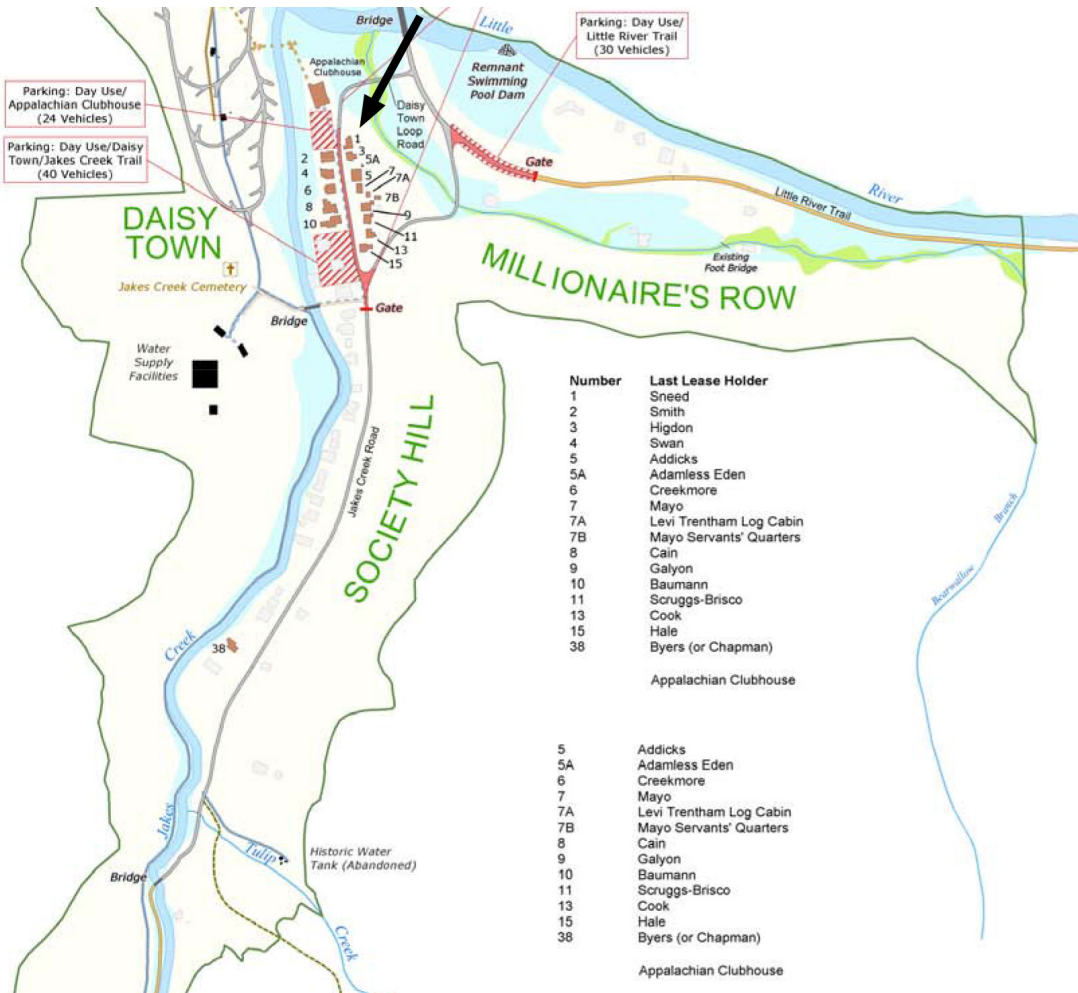 Bridge
Little
Parking: Day Use/
Little River Trail
(30 Vehicles)
Appalachian
Clubhouse
Remnant
Swimming
Pool Dam
Parking: Day Use/
Appalachian Clubhouse
(24 Vehicles)
Daisy
Town
Loop
Road
Parking: Day Use/Daisy
Town/Jakes Creek Trail
(40 Vehicles)
1
3
2
5A
4
5
7
7A
6
7B
8
9
10
11
13
15
Gate
Little River Trail
River
DAISY
TOWN
Jakes Creek Cemetery
MILLIONAIRE'S ROW
Existing
Foot Bridge
Bridge
Gate
Water
Supply
Facilities
Jakes Creek Road
SOCIETY HILL
Number Last Lease Holder
1 Sneed
2 Smith
3 Higdon
4 Swan
5 Addicks
5A Adamless Eden
6 Creekmore
7 Mayo
7A Levi Trentham Log Cabin
7B Mayo Servants' Quarters
8 Cain
9 Galyon
10 Baumann
11 Scruggs-Brisco
13 Cook
15 Hale
38 Byers (or Chapman)
Appalachian Clubhouse
Bearwallow Branch
38
Creek
Jakes
5 Addicks
5A Adamless Eden
6 Creekmore
7 Mayo
7A Levi Trentham Log Cabin
7B Mayo Servants' Quarters
8 Cain
9 Galyon
10 Baumann
11 Scruggs-Brisco
13 Cook
15 Hale
38 Byers (or Chapman)
Appalachian Clubhouse
Tulip
Historic Water
Tank (Abandoned)
Bridge
Creek